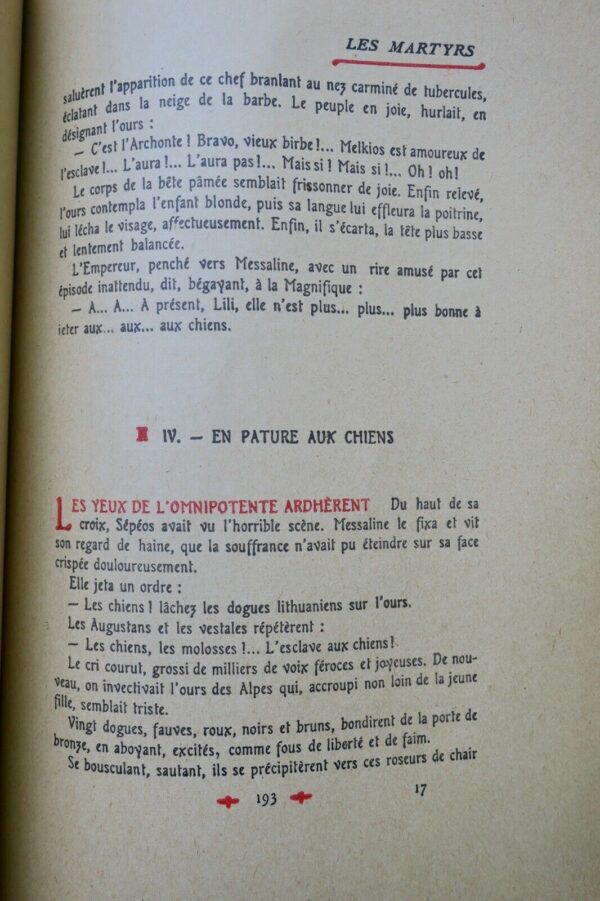 LES MARTYRS
saluèrent l'apparition de ce chef branlant au nez carminé de tubercules,
éclatant dans la neige de la barbe. Le peuple en joie, hurlait, en
désignant l'ours :
— C'est l'Archonte ! Bravo, vieux birbe !... Melkios est amoureux de
l'esclave !... L'aura !... L'aura pas !... Mais si ! Mais si !... Oh ! oh !
Le corps de la bête pâmée semblait frissonner de joie. Enfin relevé,
l'ours contempla l'enfant blonde, puis sa langue lui effleura la poitrine,
lui lécha le visage, affectueusement. Enfin, il s'écarta, la tête plus basse
et lentement balancée.
L'Empereur, penché vers Messaline, avec un rire amusé par cet
épisode inattendu, dit, bégayant, à la Magnifique :
— A... A... A présent, Lili, elle n'est plus... plus... plus bonne à
jeter aux... aux... aux chiens.
IV. — EN PATURE AUX CHIENS
LES YEUX DE L'OMNIPOTENTE ARDHÈRENT Du haut de sa
croix, Sépéos avait vu l'horrible scène. Messaline le fixa et vit
son regard de haine, que la souffrance n'avait pu éteindre sur sa face
crispée douloureusement.
Elle jeta un ordre :
— Les chiens ! lâchez les dogues lithuaniens sur l'ours.
Les Augustans et les vestales répétèrent :
— Les chiens, les molosses !... L'esclave aux chiens !
Le cri courut, grossi de milliers de voix féroces et joyeuses. De nou-
veau, on invectivait l'ours des Alpes qui, accroupi non loin de la jeune
fille, semblait triste.
Vingt dogues, fauves, roux, noirs et bruns, bondirent de la porte de
bronze, en aboyant, excités, comme fous de liberté et de faim.
Se bousculant, sautant, ils se précipitèrent vers ces roseurs de chair
193
17